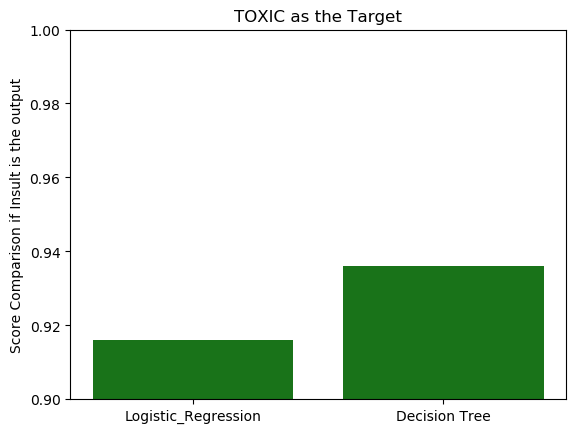 TOXIC as the Target
Score Comparison if Insult is the output
1.00
0.98
0.96
0.94
0.92
0.90
Logistic_Regression
Decision Tree